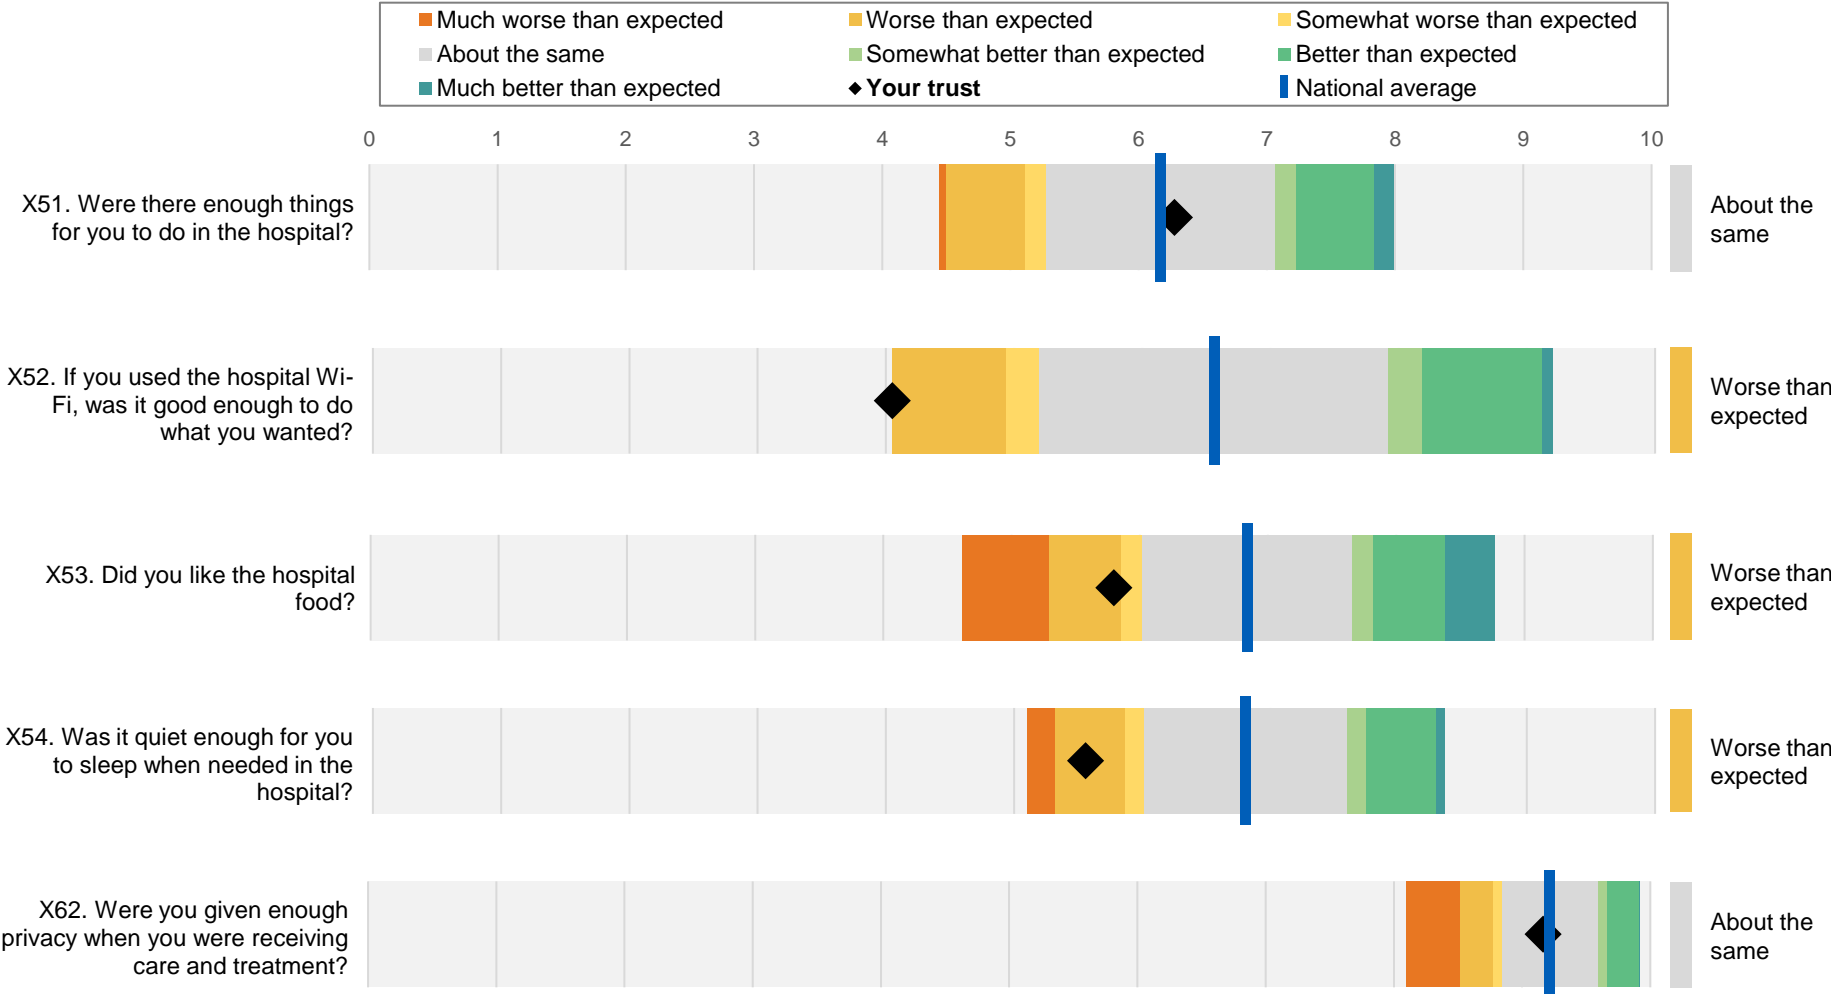 Much worse than expected Worse than expected Somewhat worse than expected
About the same Somewhat better than expected Better than expected
Much better than expected Your trust National average
0 1 2 3 4 5 6 7 8 9 10
X51. Were there enough things
for you to do in the hospital?
About the
same
X52. If you used the hospital Wi-
Fi, was it good enough to do
what you wanted?
Worse than
expected
X53. Did you like the hospital
food?
Worse than
expected
X54. Was it quiet enough for you
to sleep when needed in the
hospital?
Worse than
expected
X62. Were you given enough
privacy when you were receiving
care and treatment?
About the
same